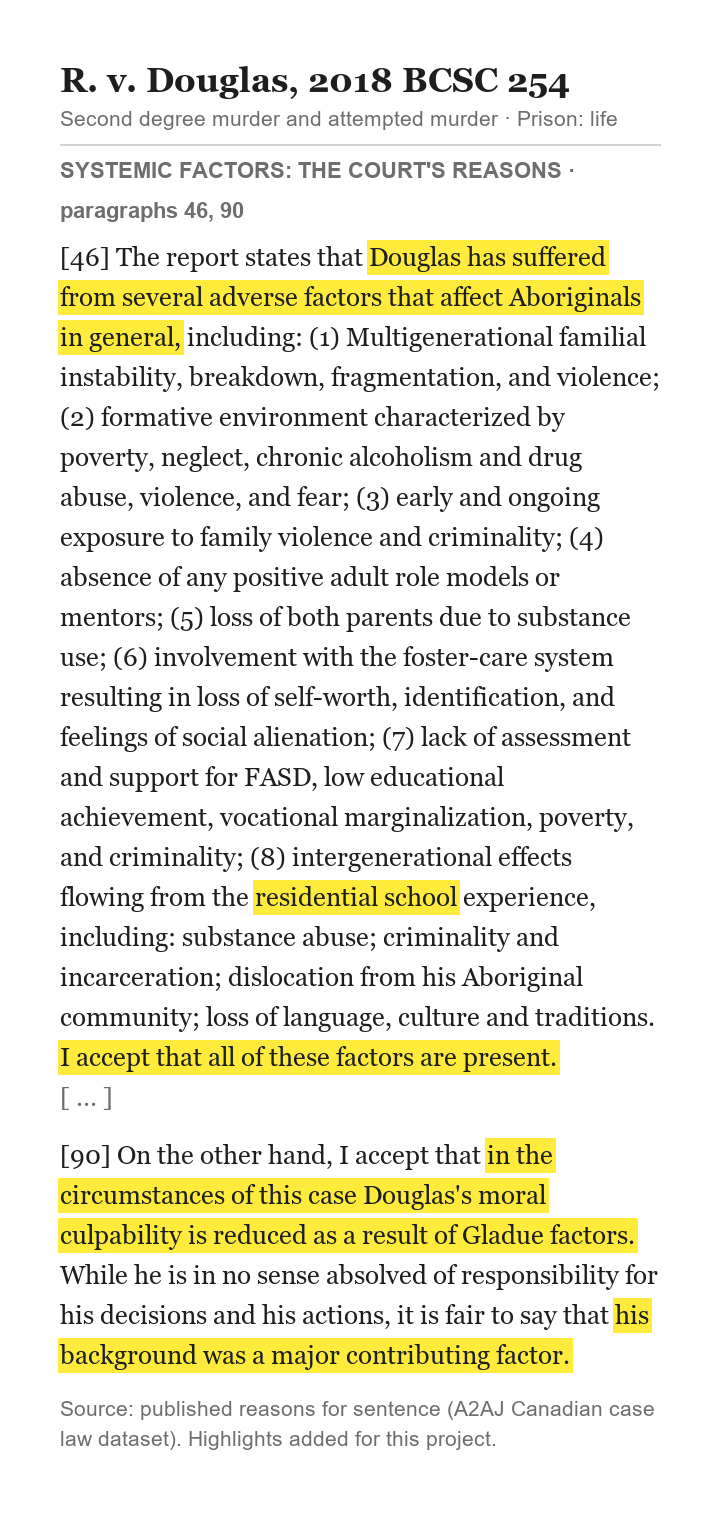 R. v. Douglas, 2018 BCSC 254
Second degree murder and attempted murder · Prison: life
SYSTEMIC FACTORS: THE COURT'S REASONS ·
paragraphs 46, 90
[46] The report states that Douglas has suffered
from several adverse factors that affect Aboriginals
in general, including: (1) Multigenerational familial
instability, breakdown, fragmentation, and violence;
(2) formative environment characterized by
poverty, neglect, chronic alcoholism and drug
abuse, violence, and fear; (3) early and ongoing
exposure to family violence and criminality; (4)
absence of any positive adult role models or
mentors; (5) loss of both parents due to substance
use; (6) involvement with the foster-care system
resulting in loss of self-worth, identification, and
feelings of social alienation; (7) lack of assessment
and support for FASD, low educational
achievement, vocational marginalization, poverty,
and criminality; (8) intergenerational effects
flowing from the residential school experience,
including: substance abuse; criminality and
incarceration; dislocation from his Aboriginal
community; loss of language, culture and traditions.
I accept that all of these factors are present.
[ ... ]
[90] On the other hand, I accept that in the
circumstances of this case Douglas's moral
culpability is reduced as a result of Gladue factors.
While he is in no sense absolved of responsibility for
his decisions and his actions, it is fair to say that his
background was a major contributing factor.
Source: published reasons for sentence (A2AJ Canadian case
law dataset). Highlights added for this project.